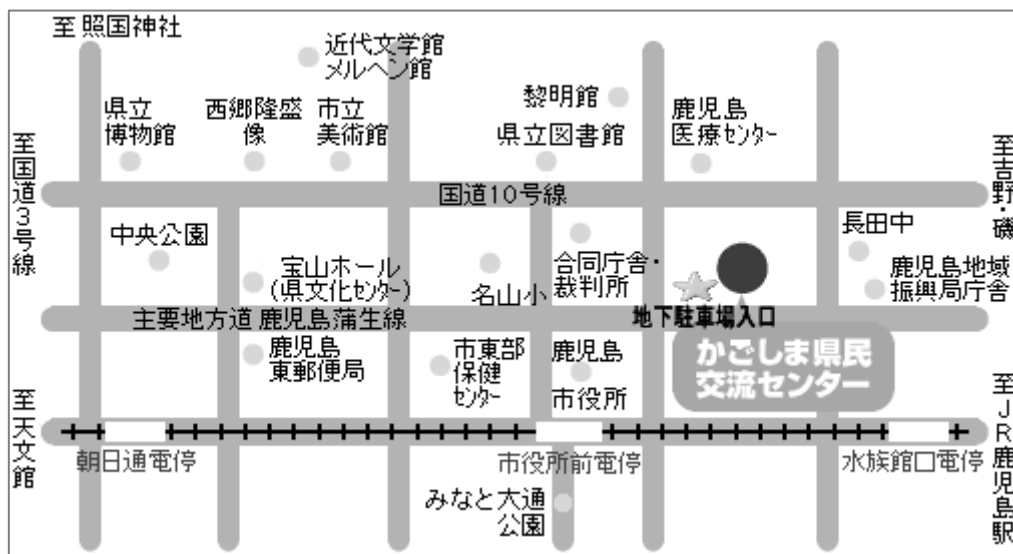 至 照国神社
近代文学館
メルヘン館
黎明館
県立
博物館
西郷隆盛
像
市立
美術館
県立図書館
鹿児島
医療センター
至国道3号線
国道10号線
至吉野・磯
中央公園
宝山ホール
(県文化センター)
名山小
合同庁舎・
裁判所
長田中
鹿児島地域
振興局庁舎
地下駐車場入口
主要地方道 鹿児島蒲生線
鹿児島
東郵便局
市東部
保健
センター
鹿児島
市役所
かごしま県民
交流センター
至天文館
至JR鹿児島駅
朝日通電停
市役所前電停
水族館口電停
みなと大通
公園